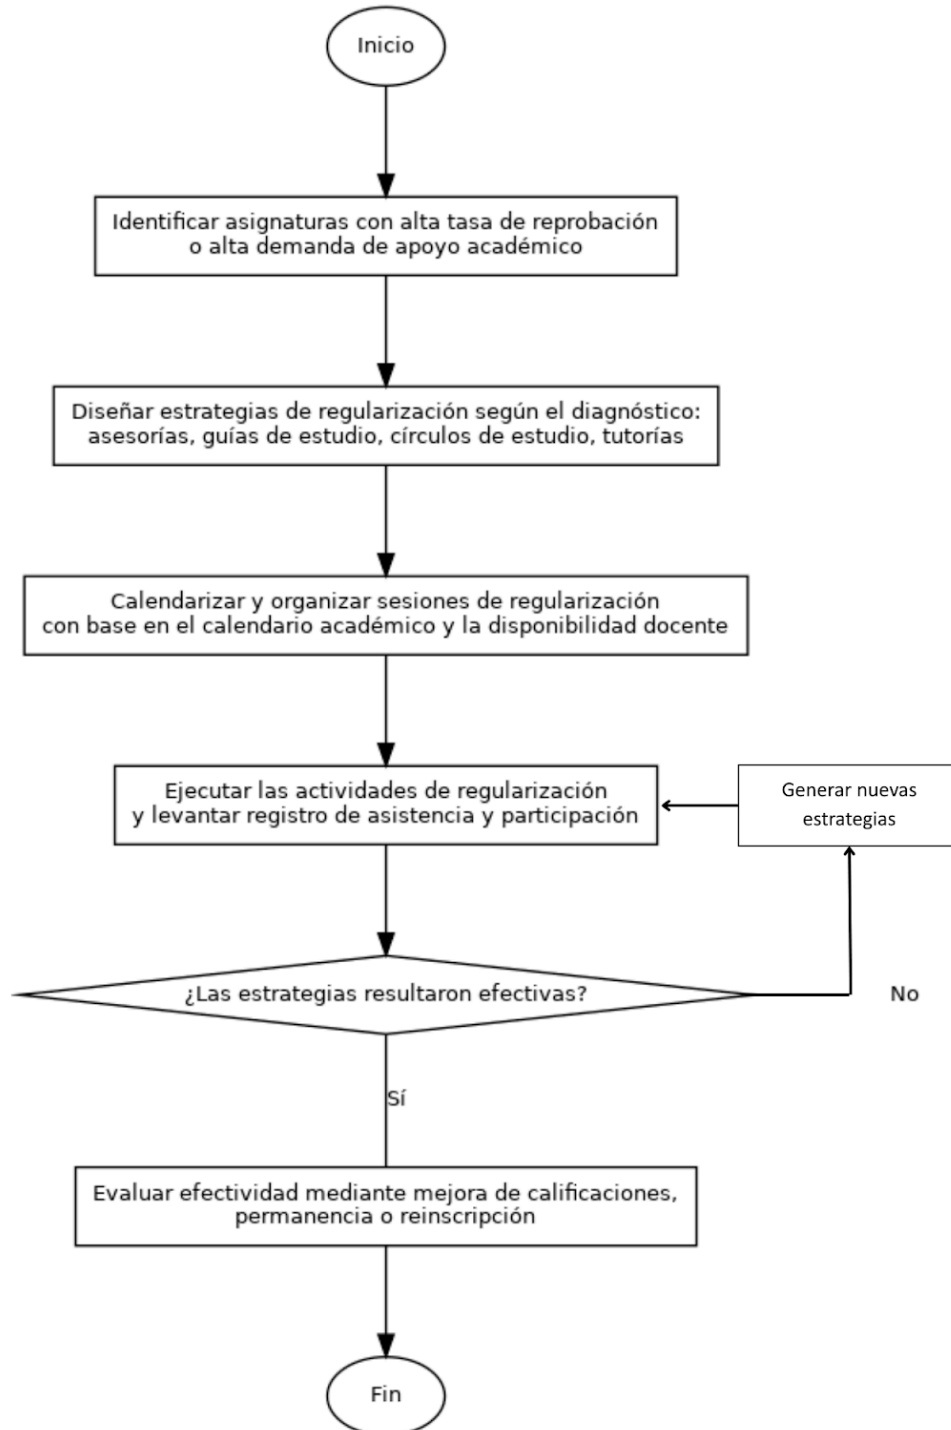 Inicio
Identificar asignaturas con alta tasa de reprobación
o alta demanda de apoyo académico
Diseñar estrategias de regularización según el diagnóstico:
asesorías, guías de estudio, círculos de estudio, tutorías
Calendarizar y organizar sesiones de regularización
con base en el calendario académico y la disponibilidad docente
Ejecutar las actividades de regularización
y levantar registro de asistencia y participación
Generar nuevas
estrategias
¿Las estrategias resultaron efectivas?
No
Sí
Evaluar efectividad mediante mejora de calificaciones,
permanencia o reinscripción
Fin